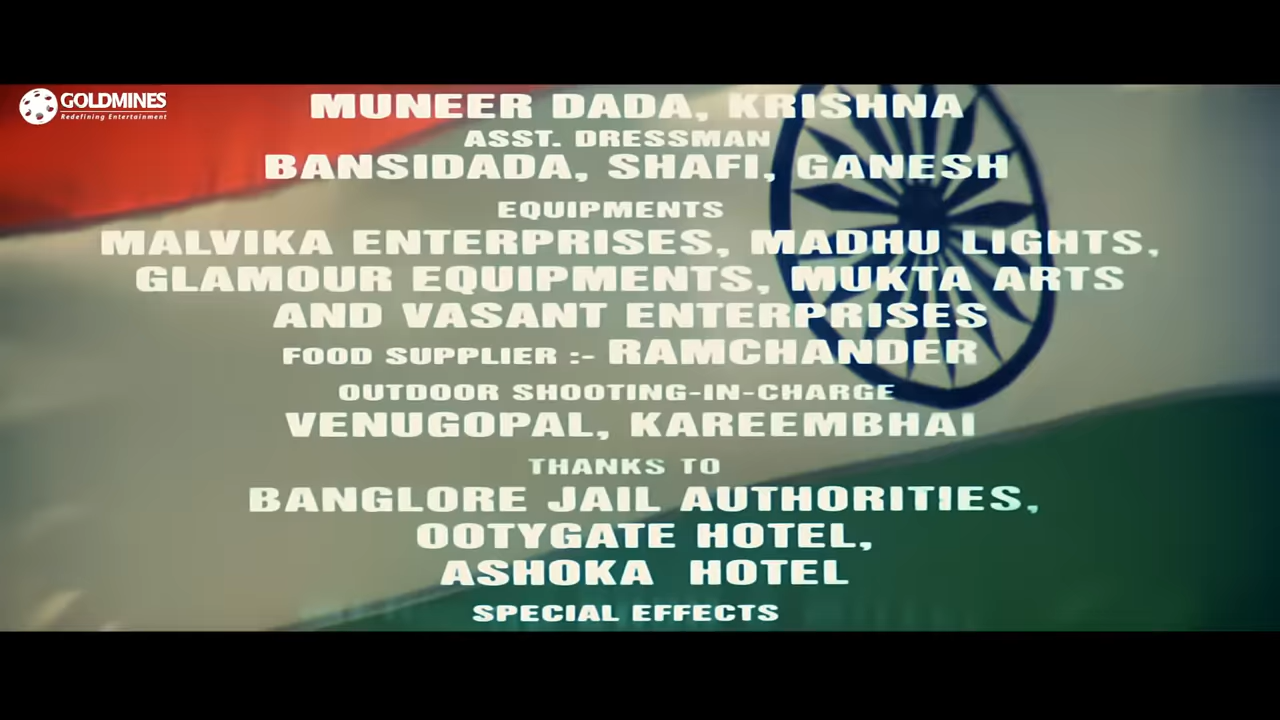 GOLDMINES
Redefining Entertainment
MUNEER DADA, KRISHNA
ASST. DRESSMAN
BANSIDADA, SHAFI, GANESH
EQUIPMENTS
MALVIKA ENTERPRISES, MADHU LIGHTS,
GLAMOUR EQUIPMENTS, MUKTA ARTS
AND VASANT ENTERPRISES
FOOD SUPPLIER :- RAMCHANDER
OUTDOOR SHOOTING-IN-CHARGE
VENUGOPAL, KAREEMBHAI
THANKS TO
BANGLORE JAIL AUTHORITIES,
OOTYGATE HOTEL,
ASHOKA HOTEL
SPECIAL EFFECTS